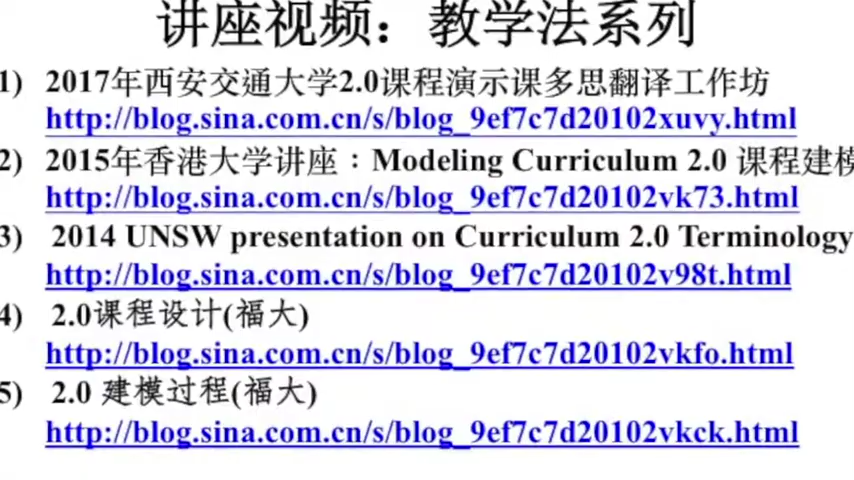 讲座视频：教学法系列
1) 2017年西安交通大学2.0课程演示课多思翻译工作坊
http://blog.sina.com.cn/s/blog_9ef7c7d20102xuvy.html
2) 2015年香港大学讲座：Modeling Curriculum 2.0 课程建模
http://blog.sina.com.cn/s/blog_9ef7c7d20102vk73.html
3) 2014 UNSW presentation on Curriculum 2.0 Terminology
http://blog.sina.com.cn/s/blog_9ef7c7d20102v98t.html
4) 2.0课程设计(福大)
http://blog.sina.com.cn/s/blog_9ef7c7d20102vkfo.html
5) 2.0 建模过程(福大)
http://blog.sina.com.cn/s/blog_9ef7c7d20102vkck.html